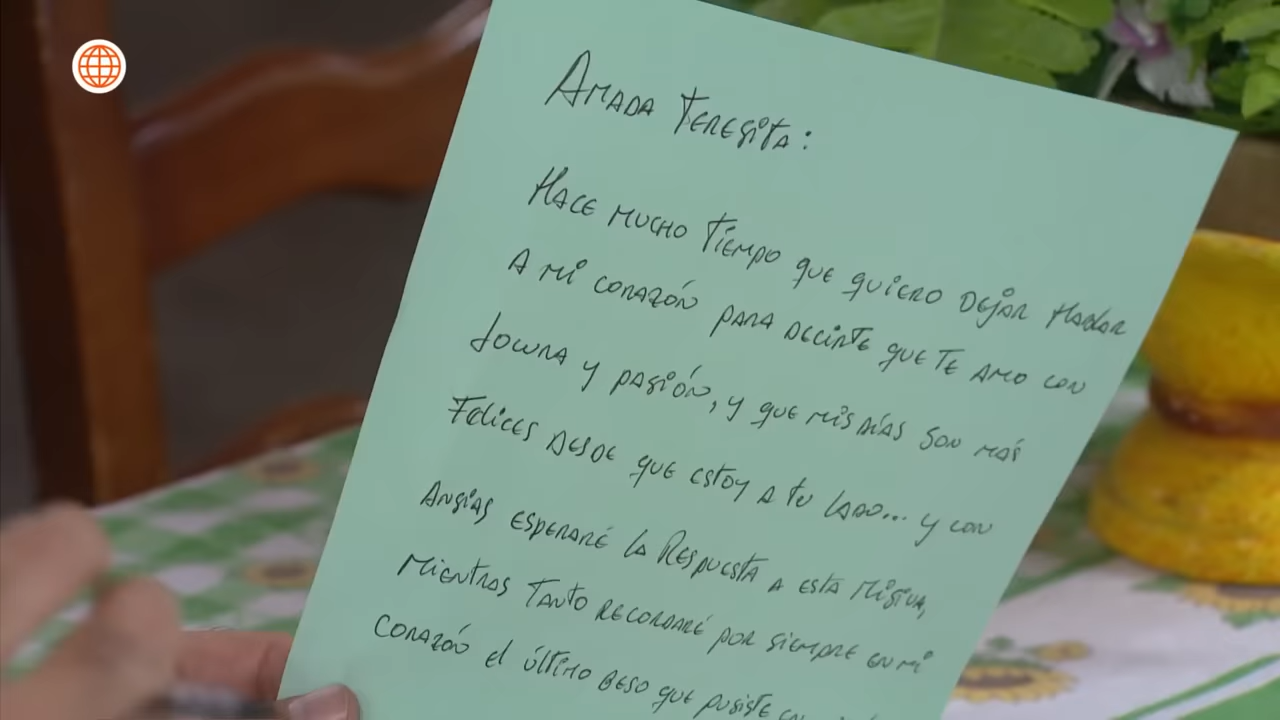 Amada Teresita:
Hace mucho tiempo que quiero dejar hablar
a mi corazón para decirte que te amo con
locura y pasión, y que mis días son más
felices desde que estoy a tu lado... y con
ansias esperaré la respuesta a esta misiva,
mientras tanto recordaré por siempre en mi
corazón el último beso que pusiste en